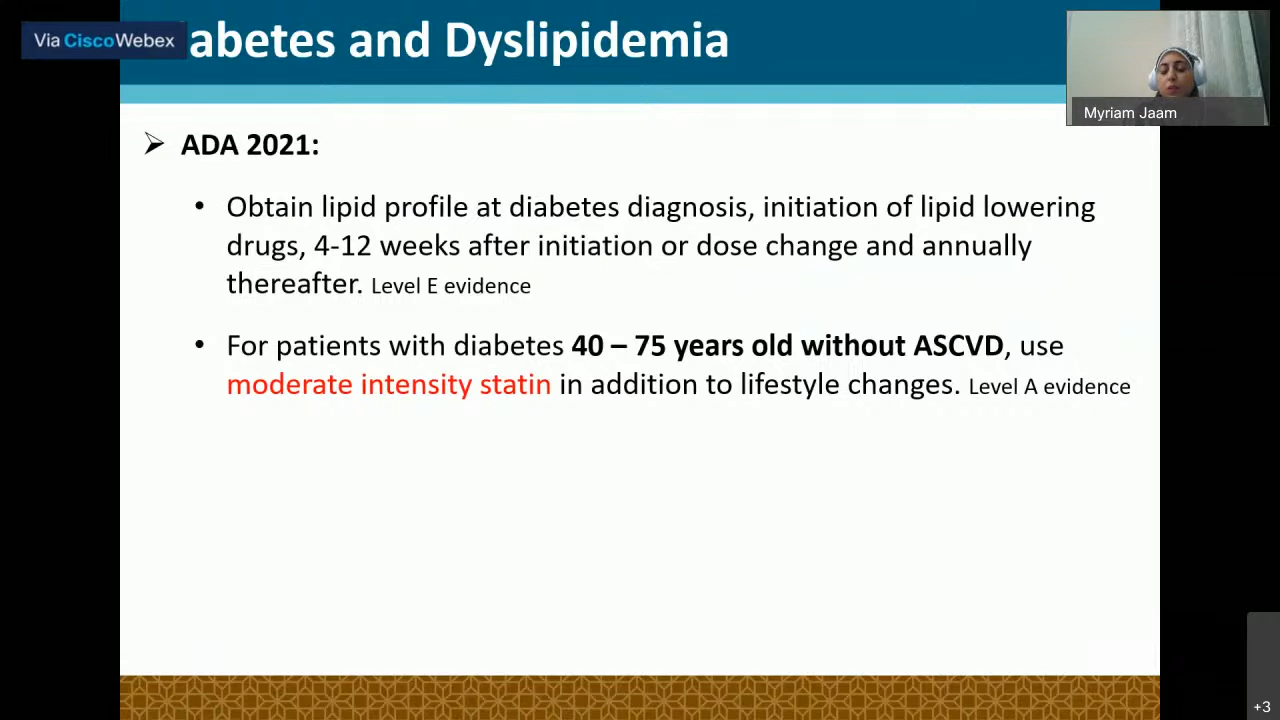 Via CiscoWebex
abetes and Dyslipidemia
Myriam Jaam
➢ ADA 2021:
• Obtain lipid profile at diabetes diagnosis, initiation of lipid lowering
drugs, 4-12 weeks after initiation or dose change and annually
thereafter. Level E evidence
• For patients with diabetes 40 – 75 years old without ASCVD, use
moderate intensity statin in addition to lifestyle changes. Level A evidence
+3